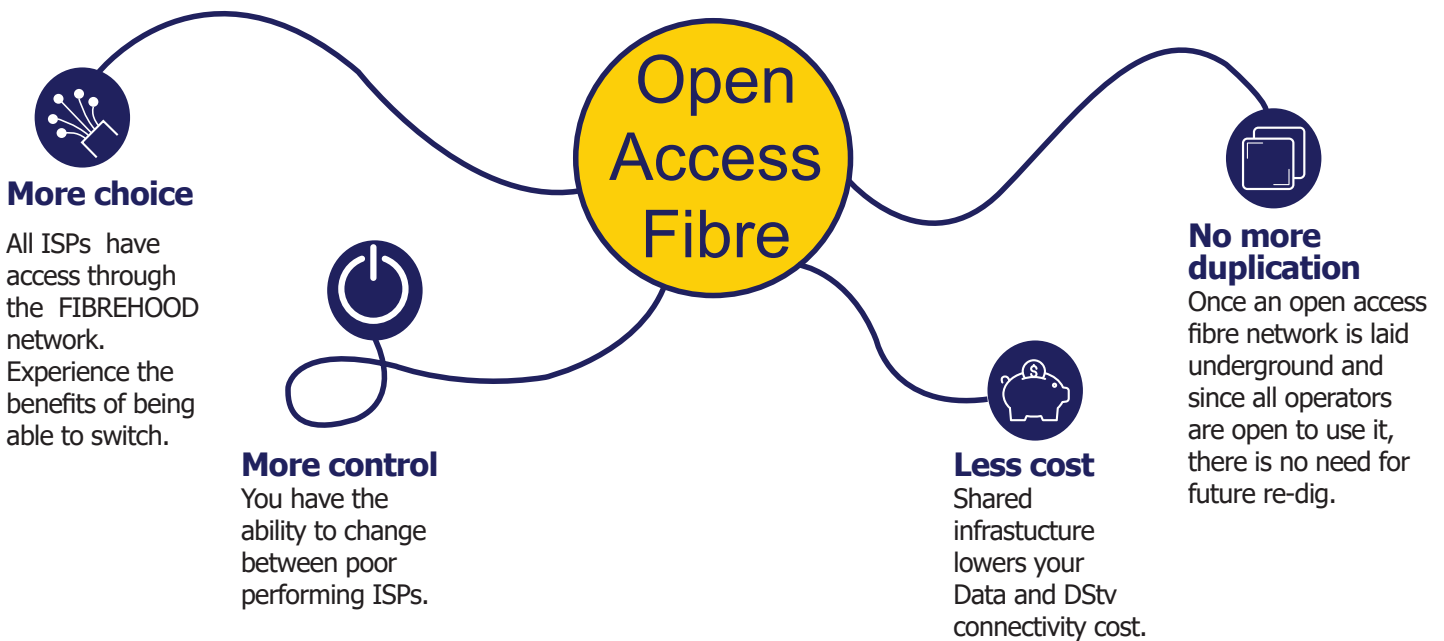 Open
Access
Fibre
More choice
All ISPs  have
access through
the  FIBREHOOD
network.
Experience the
benefits of being
able to switch.
More control
You have the
ability to change
between poor
performing ISPs.
Less cost
Shared
infrastucture
lowers your
Data and DStv
connectivity cost.
No more
duplication
Once an open access
fibre network is laid
underground and
since all operators
are open to use it,
there is no need for
future re-dig.